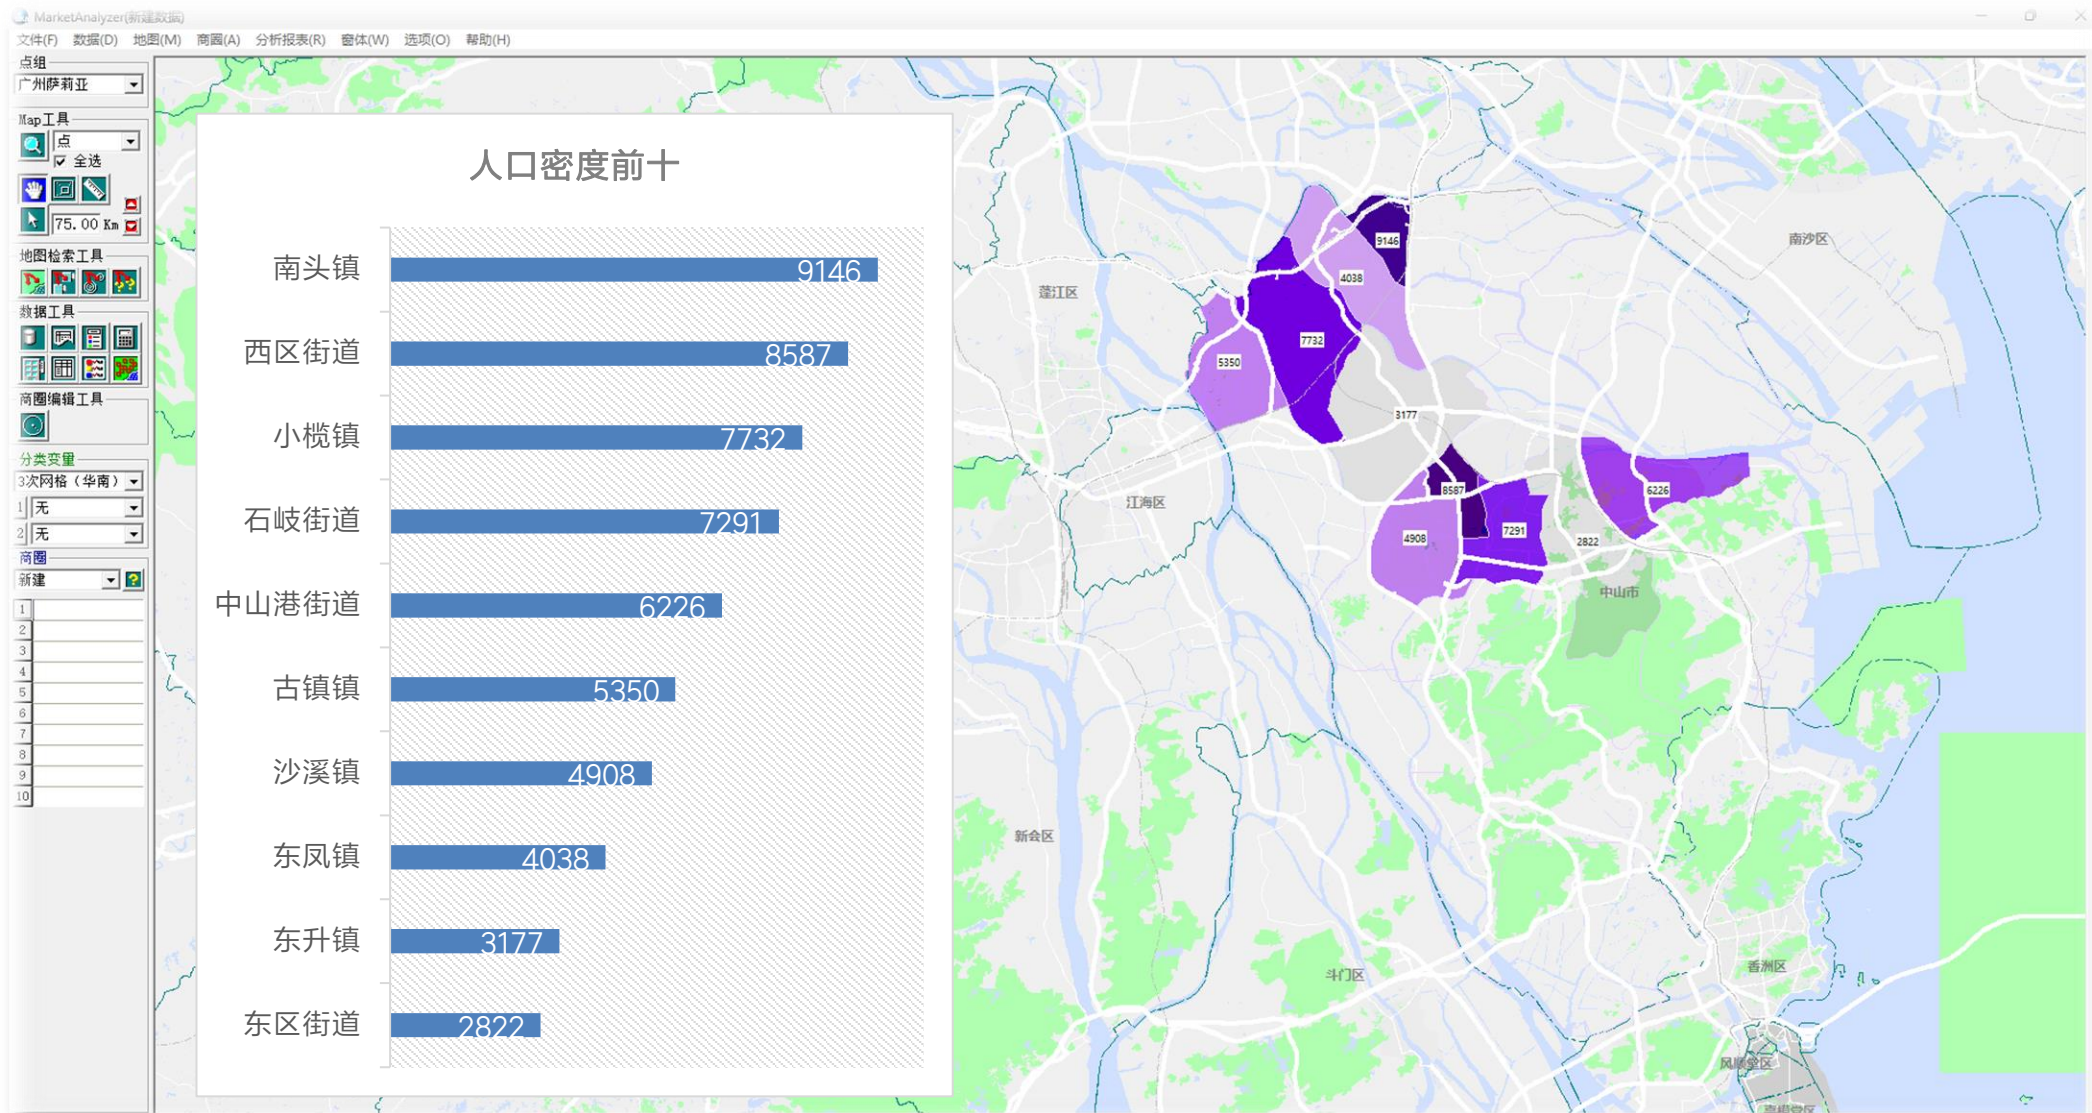 MarketAnalyzer(新建数据)
文件(F) 数据(D) 地图(M) 商圈(A) 分析报表(R) 窗体(W) 选项(O) 帮助(H)
点组
广州萨莉亚
Map工具
点
全选
75.00 Km
地图检索工具
数据工具
商圈编辑工具
分类变量
3次网格（华南）
1 无
2 无
商圈
新建
1
2
3
4
5
6
7
8
9
10
人口密度前十
南头镇 9146
西区街道 8587
小榄镇 7732
石岐街道 7291
中山港街道 6226
古镇镇 5350
沙溪镇 4908
东凤镇 4038
东升镇 3177
东区街道 2822
南沙区
9146
4038
蓬江区
7732
5350
3177
8587
6226
江海区
7291
4908
2822
中山市
新会区
斗门区
香洲区
风顺堂区